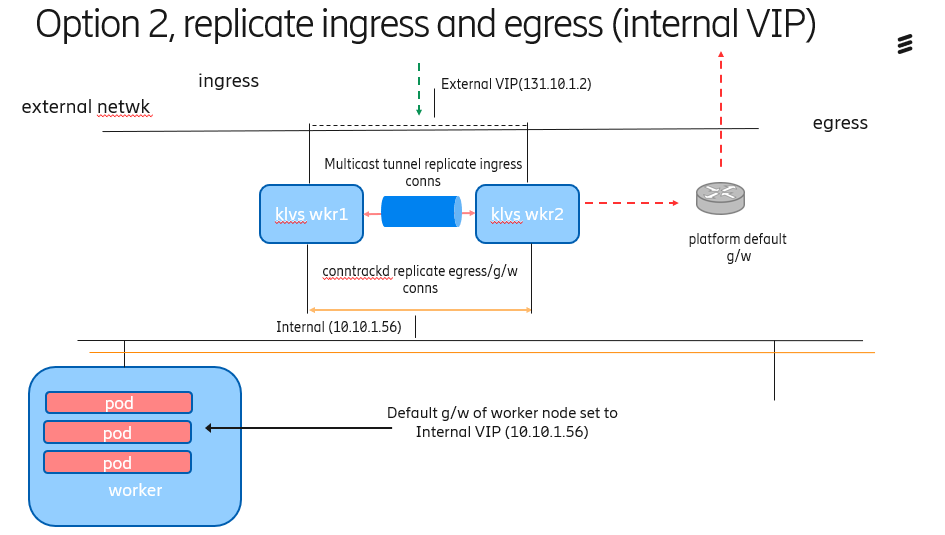 Option 2, replicate ingress and egress (internal VIP)
ingress
External VIP(131.10.1.2)
external netwk
egress
Multicast tunnel replicate ingress
conns
klvs wkr1
klvs wkr2
platform default
g/w
conntrackd replicate egress/g/w
conns
Internal (10.10.1.56)
pod
pod
pod
worker
Default g/w of worker node set to
Internal VIP (10.10.1.56)